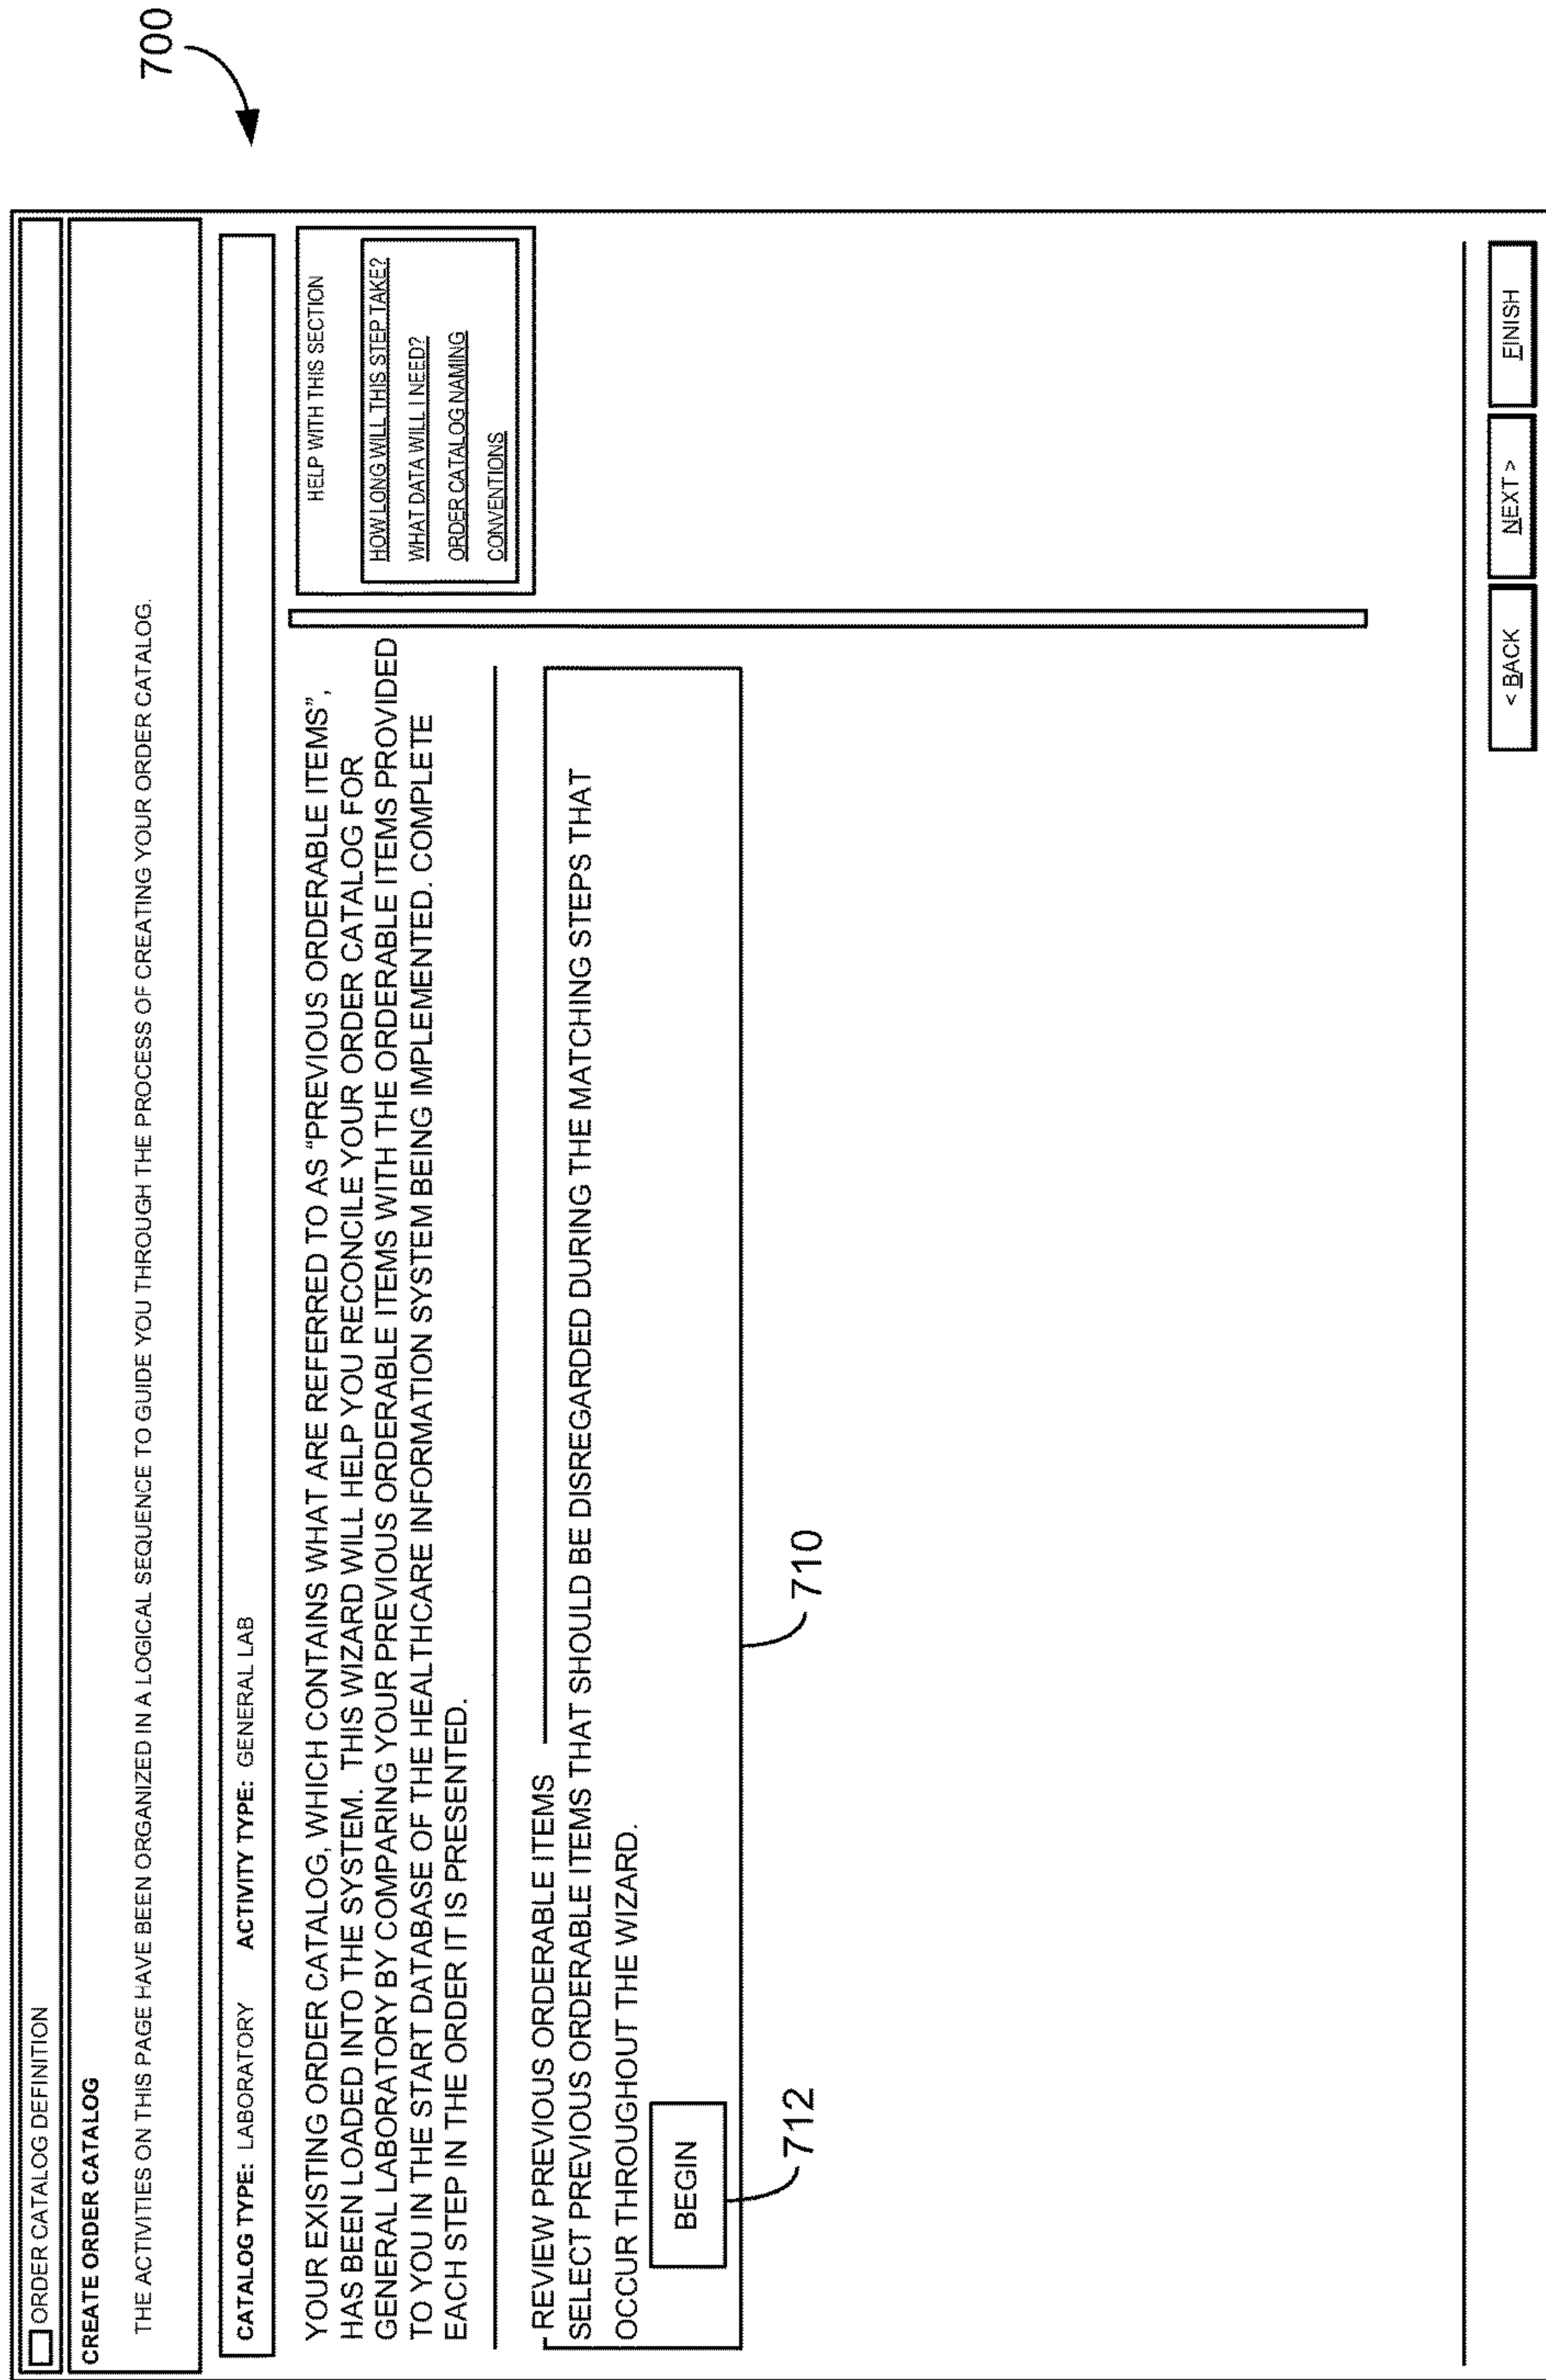 700
ORDER CATALOG DEFINITION
CREATE ORDER CATALOG
THE ACTIVITIES ON THIS PAGE HAVE BEEN ORGANIZED IN A LOGICAL SEQUENCE TO GUIDE YOU THROUGH THE PROCESS OF CREATING YOUR ORDER CATALOG.
CATALOG TYPE: LABORATORY ACTIVITY TYPE: GENERAL LAB
YOUR EXISTING ORDER CATALOG, WHICH CONTAINS WHAT ARE REFERRED TO AS “PREVIOUS ORDERABLE ITEMS”,
HAS BEEN LOADED INTO THE SYSTEM. THIS WIZARD WILL HELP YOU RECONCILE YOUR ORDER CATALOG FOR
GENERAL LABORATORY BY COMPARING YOUR PREVIOUS ORDERABLE ITEMS WITH THE ORDERABLE ITEMS PROVIDED
TO YOU IN THE START DATABASE OF THE HEALTHCARE INFORMATION SYSTEM BEING IMPLEMENTED. COMPLETE
EACH STEP IN THE ORDER IT IS PRESENTED.
HELP WITH THIS SECTION
HOW LONG WILL THIS STEP TAKE?
WHAT DATA WILL I NEED?
ORDER CATALOG NAMING
CONVENTIONS
REVIEW PREVIOUS ORDERABLE ITEMS
SELECT PREVIOUS ORDERABLE ITEMS THAT SHOULD BE DISREGARDED DURING THE MATCHING STEPS THAT
OCCUR THROUGHOUT THE WIZARD.
BEGIN
712
710
< BACK
NEXT >
FINISH